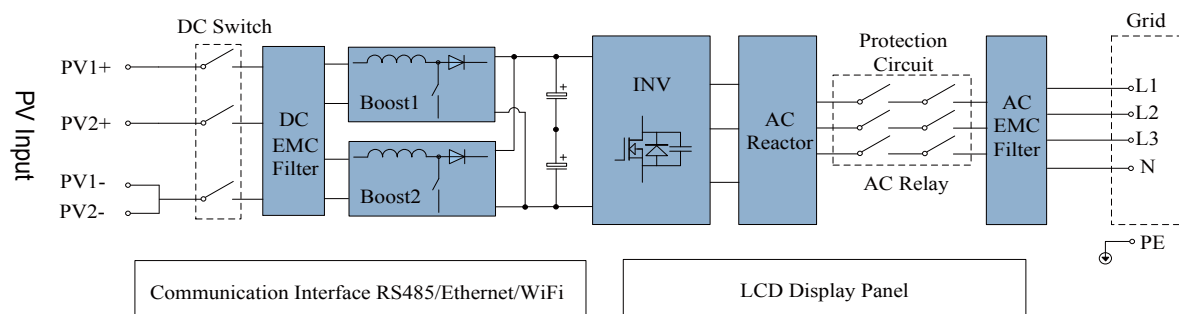 DC Switch
PV Input
PV1+
PV2+
PV1-
PV2-
DC
EMC
Filter
Boost1
Boost2
+
+
INV
AC
Reactor
Protection
Circuit
AC Relay
AC
EMC
Filter
Grid
L1
L2
L3
N
PE
Communication Interface RS485/Ethernet/WiFi
LCD Display Panel